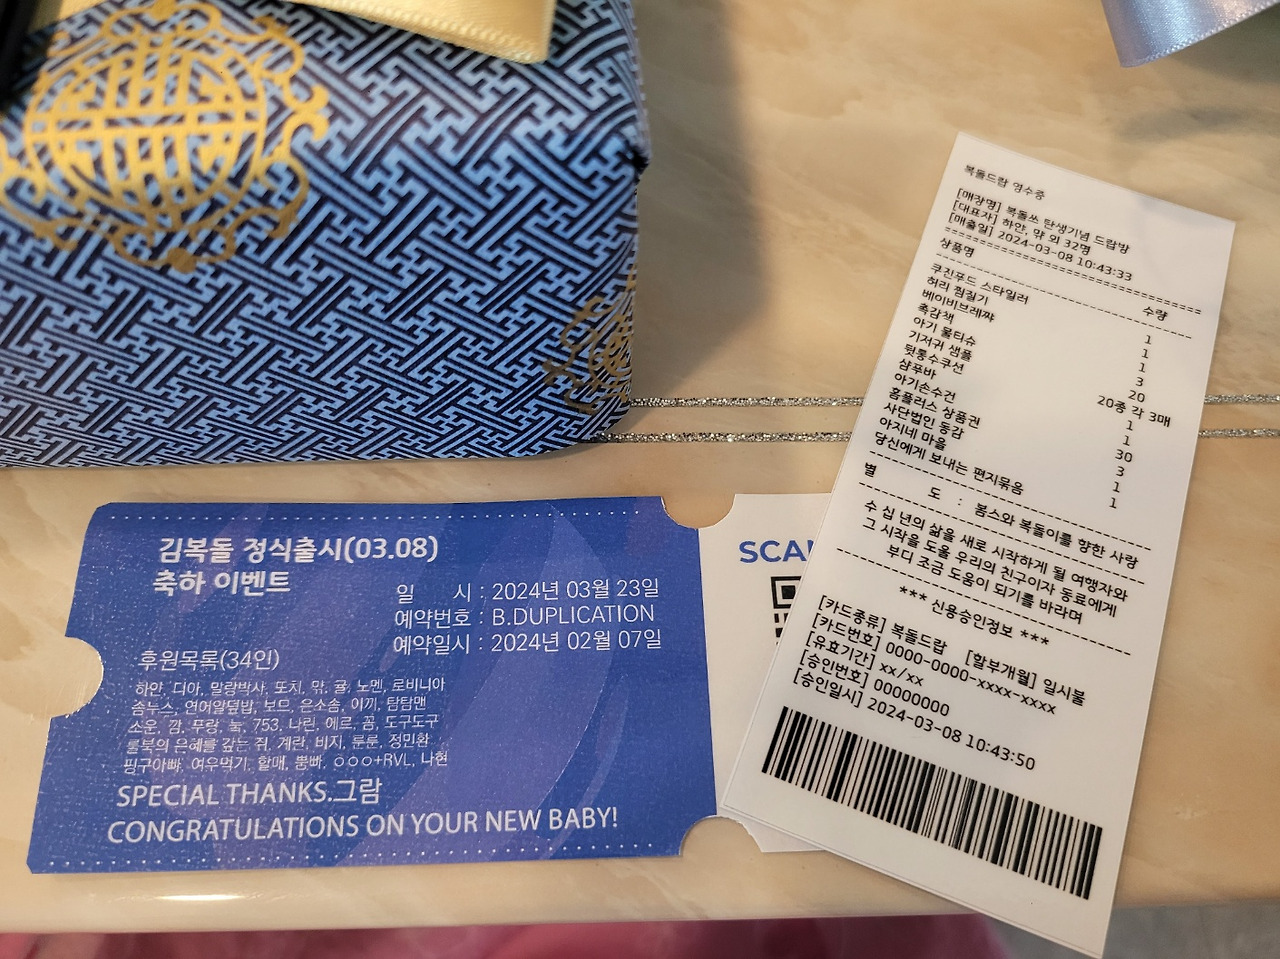 김복돌 정식출시(03.08)
축하 이벤트
일 시 : 2024년 03월 23일
예약번호 : B.DUPLICATION
예약일시 : 2024년 02월 07일
후원목록(34인)
하얀, 디아, 말랑박사, 또치, 먂, 귤, 노멘, 로비니아
솜누스, 연어알덮밥, 보드, 은소솜, 이끼, 탐탐맨
소운, 깜, 푸랑, 눌, 753, 나린, 에르, 꼼, 도구도구
룰북의 은혜를 갚는 쥐, 계란, 비지, 룬룬, 정민환
핑구아빠, 여우먹기, 할매, 뿜빠, ㅇㅇㅇ+RVL, 나현
SPECIAL THANKS.그람
CONGRATULATIONS ON YOUR NEW BABY!
복돌드랍 영수증
[매장명] 복돌쓰 탄생기념 드랍방
[대표자] 하얀, 먂 외 32명
[매출일] 2024-03-08 10:43:33
상품명 수량
쿠진푸드 스타일러 1
허리 찜질기 1
베이비브레쨔 1
촉감책 3
아기 물티슈 20
기저귀 샘플 20종 각 3매
뒷통수쿠션 1
샴푸바 1
아기손수건 30
홈플러스 상품권 3
사단법인 동감 1
아지네 마을 1
당신에게 보내는 편지묶음
별 도 : 봄스와 복돌이를 향한 사랑
수 십 년의 삶을 새로 시작하게 될 여행자와
그 시작을 도울 우리의 친구이자 동료에게
부디 조금 도움이 되기를 바라며
*** 신용승인정보 ***
[카드종류] 복돌드랍 [할부개월] 일시불
[카드번호] 0000-0000-xxxx-xxxx
[유효기간] xx/xx
[승인번호] 00000000
[승인일시] 2024-03-08 10:43:50